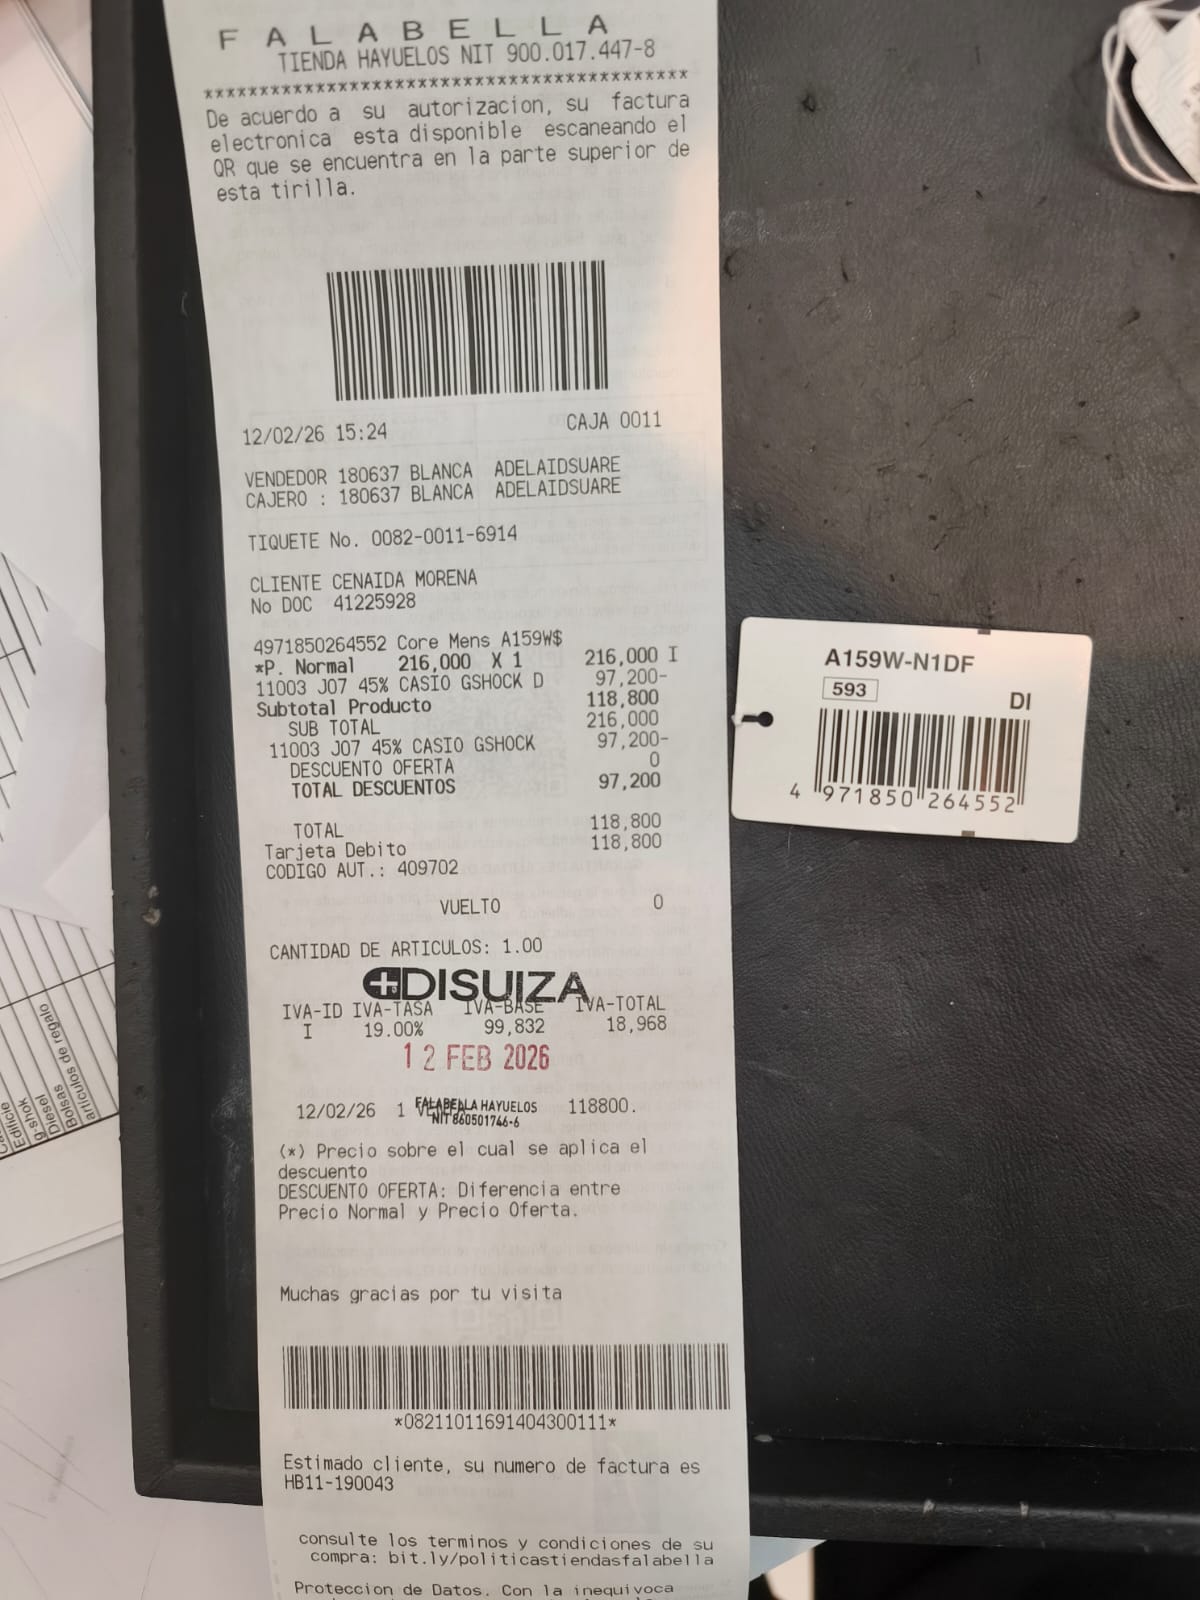 FALABELLA
TIENDA HAYUELOS NIT 900.017.447-8
*******************************************
De acuerdo a su autorizacion, su factura
electronica esta disponible escaneando el
QR que se encuentra en la parte superior de
esta tirilla.
12/02/26 15:24 CAJA 0011
VENDEDOR 180637 BLANCA ADELAIDSUARE
CAJERO : 180637 BLANCA ADELAIDSUARE
TIQUETE No. 0082-0011-6914
CLIENTE CENAIDA MORENA
No DOC 41225928
4971850264552 Core Mens A159W$
*P. Normal 216,000 X 1 216,000 I
11003 J07 45% CASIO GSHOCK D 97,200-
Subtotal Producto 118,800
SUB TOTAL 216,000
11003 J07 45% CASIO GSHOCK 97,200-
DESCUENTO OFERTA 0
TOTAL DESCUENTOS 97,200
TOTAL 118,800
Tarjeta Debito 118,800
CODIGO AUT.: 409702
VUELTO 0
CANTIDAD DE ARTICULOS: 1.00
DISUIZA
IVA-ID IVA-TASA IVA-BASE IVA-TOTAL
I 19.00% 99,832 18,968
12 FEB 2026
12/02/26 1 118800.
FALABELLA HAYUELOS
NIT 860501746-6
(*) Precio sobre el cual se aplica el
descuento
DESCUENTO OFERTA: Diferencia entre
Precio Normal y Precio Oferta.
Muchas gracias por tu visita
*08211011691404300111*
Estimado cliente, su numero de factura es
HB11-190043
consulte los terminos y condiciones de su
compra: bit.ly/politicastiendasfalabella
Proteccion de Datos. Con la inequivoca
A159W-N1DF
593
DI
4 971850 264552
Edificie
g-shok
Diesel
Bolsas
articulos de regalo